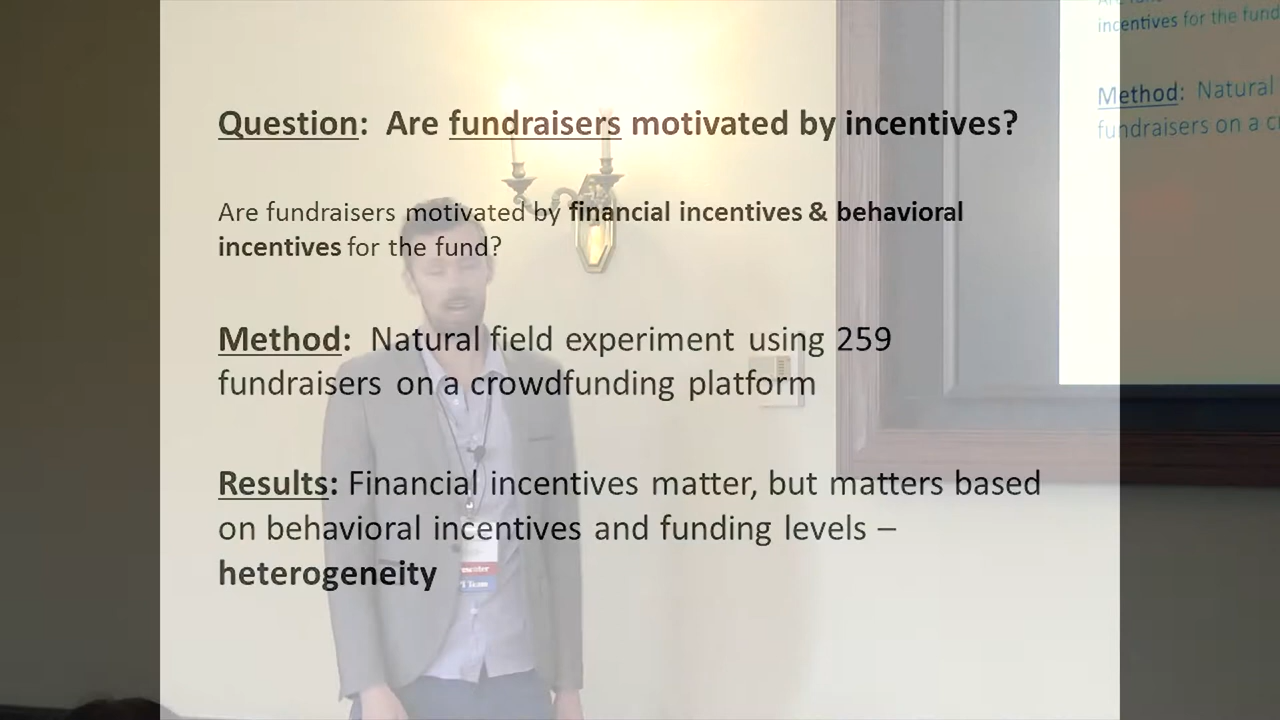 Question: Are fundraisers motivated by incentives?
Are fundraisers motivated by financial incentives & behavioral
incentives for the fund?
Method: Natural field experiment using 259
fundraisers on a crowdfunding platform
Results: Financial incentives matter, but matters based
on behavioral incentives and funding levels –
heterogeneity
incentives for the fund
Method: Natural
fundraisers on a
Team